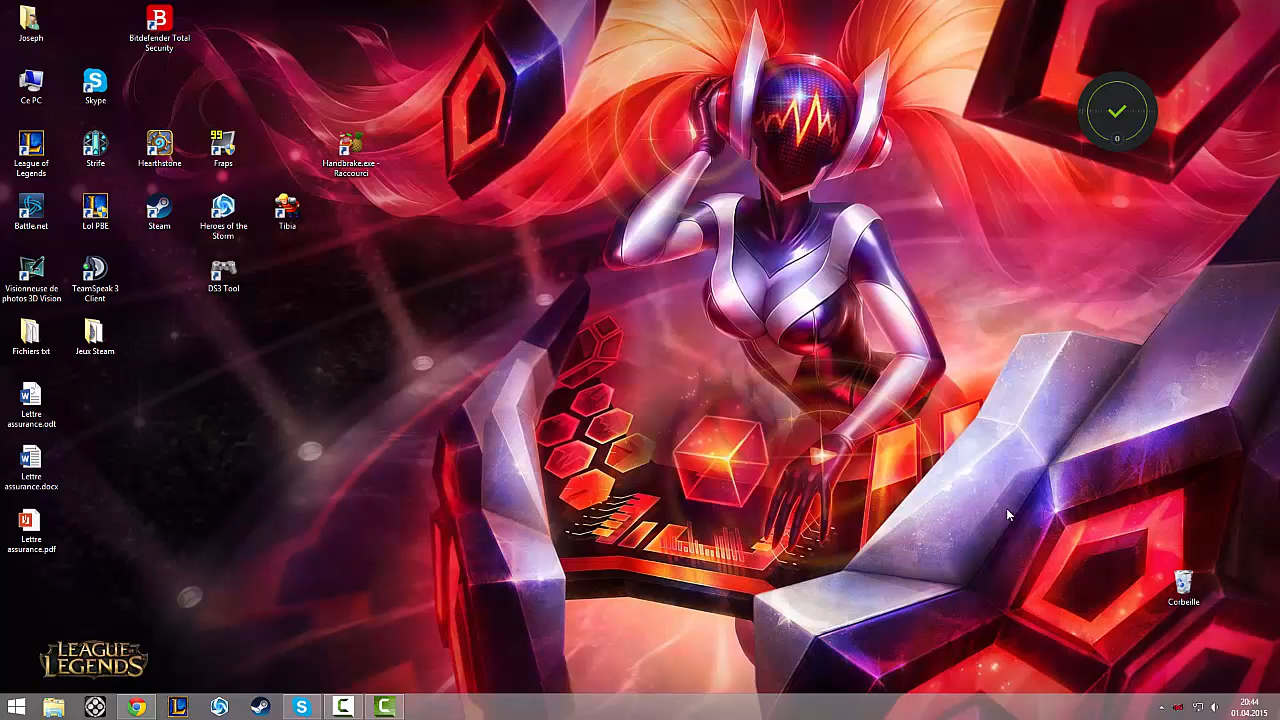 Joseph
Bitdefender Total
Security
Ce PC
Skype
League of
Legends
Strife
Hearthstone
99
Fraps
Handbrake.exe -
Raccourci
Battle.net
Lol PBE
Steam
Heroes of the
Storm
Tibia
Visionneuse de
photos 3D Vision
TeamSpeak 3
Client
DS3 Tool
Fichiers txt
Jeux Steam
Lettre
assurance.odt
Lettre
assurance.docx
Lettre
assurance.pdf
0
Corbeille
LEAGUE OF
LEGENDS
20:44
01.04.2015